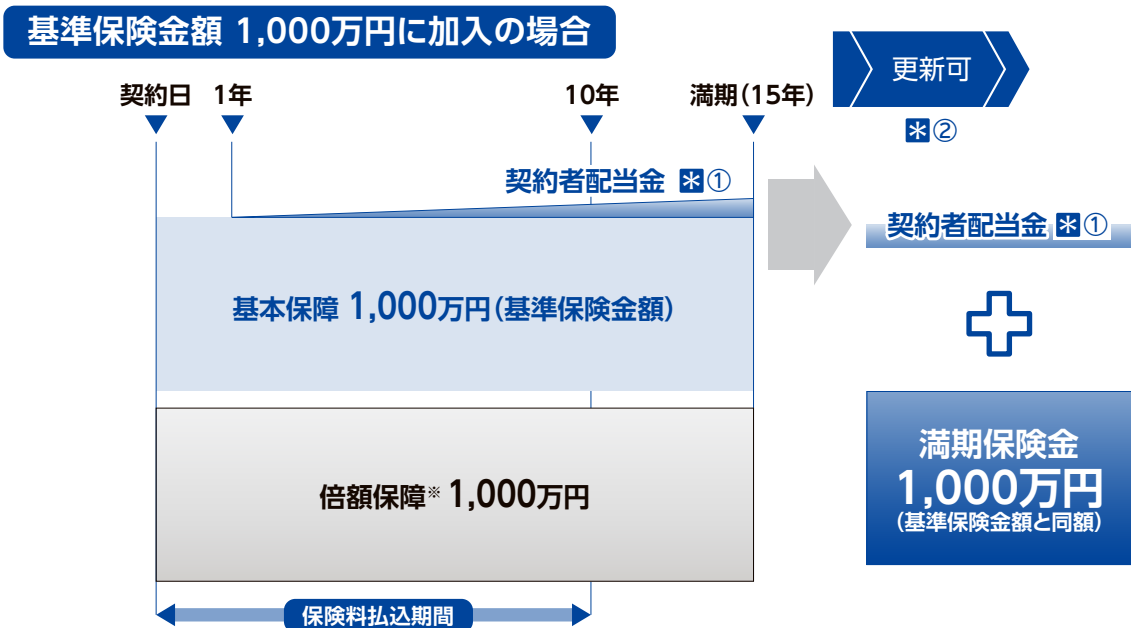 基準保険金額 1,000万円に加入の場合
更新可
*②
契約日 1年 10年 満期(15年)
契約者配当金 *①
契約者配当金 *①
基本保障 1,000万円(基準保険金額)
倍額保障※ 1,000万円
満期保険金
1,000万円
(基準保険金額と同額)
保険料払込期間